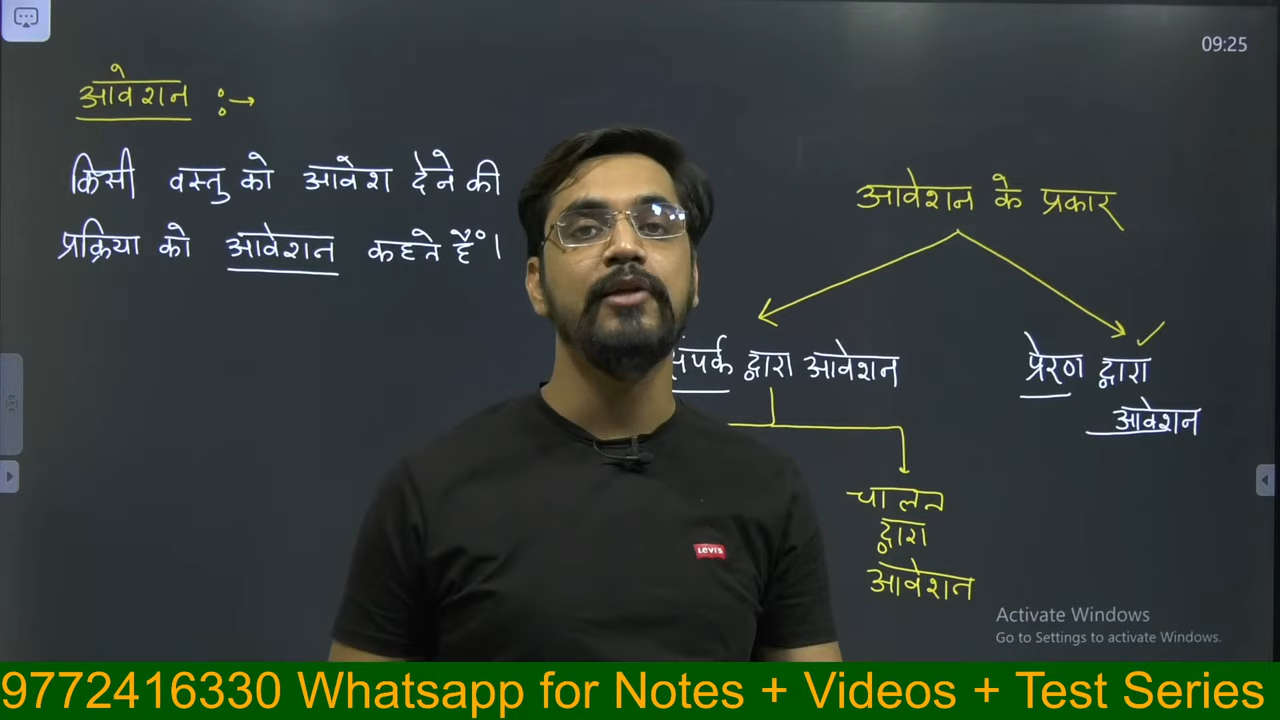 09:25
आवेशन :→
किसी वस्तु को आवेश देने की
प्रक्रिया को आवेशन कहते हैं।
आवेशन के प्रकार
संपर्क द्वारा आवेशन
प्रेरण द्वारा
आवेशन
चालन
द्वारा
आवेशन
Levi's
Activate Windows
Go to Settings to activate Windows.
9772416330 Whatsapp for Notes + Videos + Test Series